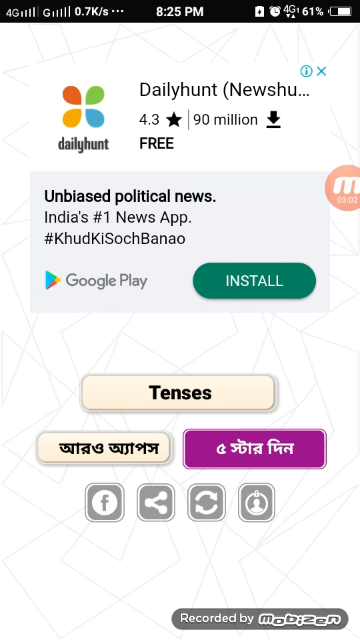 4G G 0.7K/s ••• 8:25 PM 4G 61%
Dailyhunt (Newshu...
4.3 ★ | 90 million
FREE
dailyhunt
Unbiased political news.
India's #1 News App.
#KhudKiSochBanao
Google Play
INSTALL
03:02
Tenses
আরও অ্যাপস
৫ স্টার দিন
Recorded by mobizen